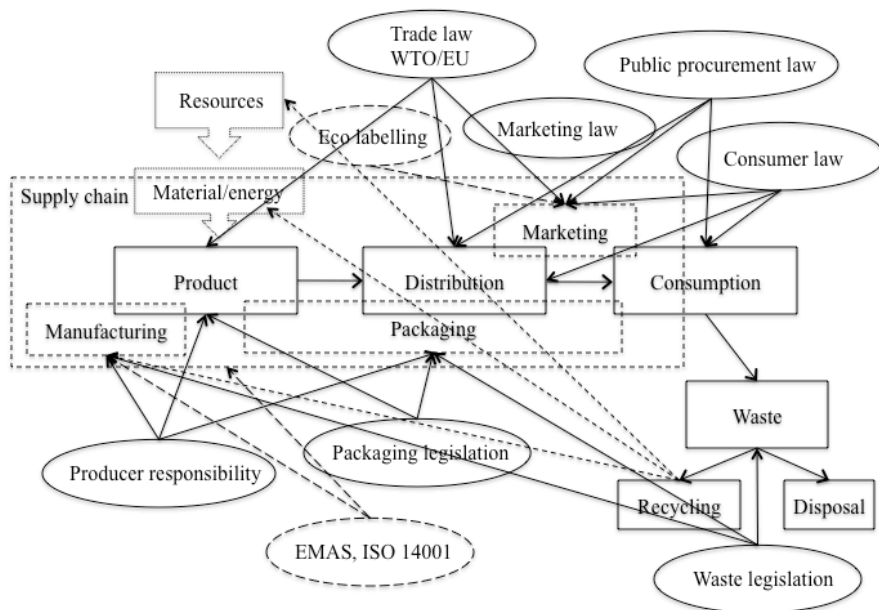 Trade law
WTO/EU
Public procurement law
Resources
Eco labelling
Marketing law
Consumer law
Supply chain
Material/energy
Marketing
Product
Distribution
Consumption
Manufacturing
Packaging
Waste
Producer responsibility
Packaging legislation
Recycling
Disposal
EMAS, ISO 14001
Waste legislation